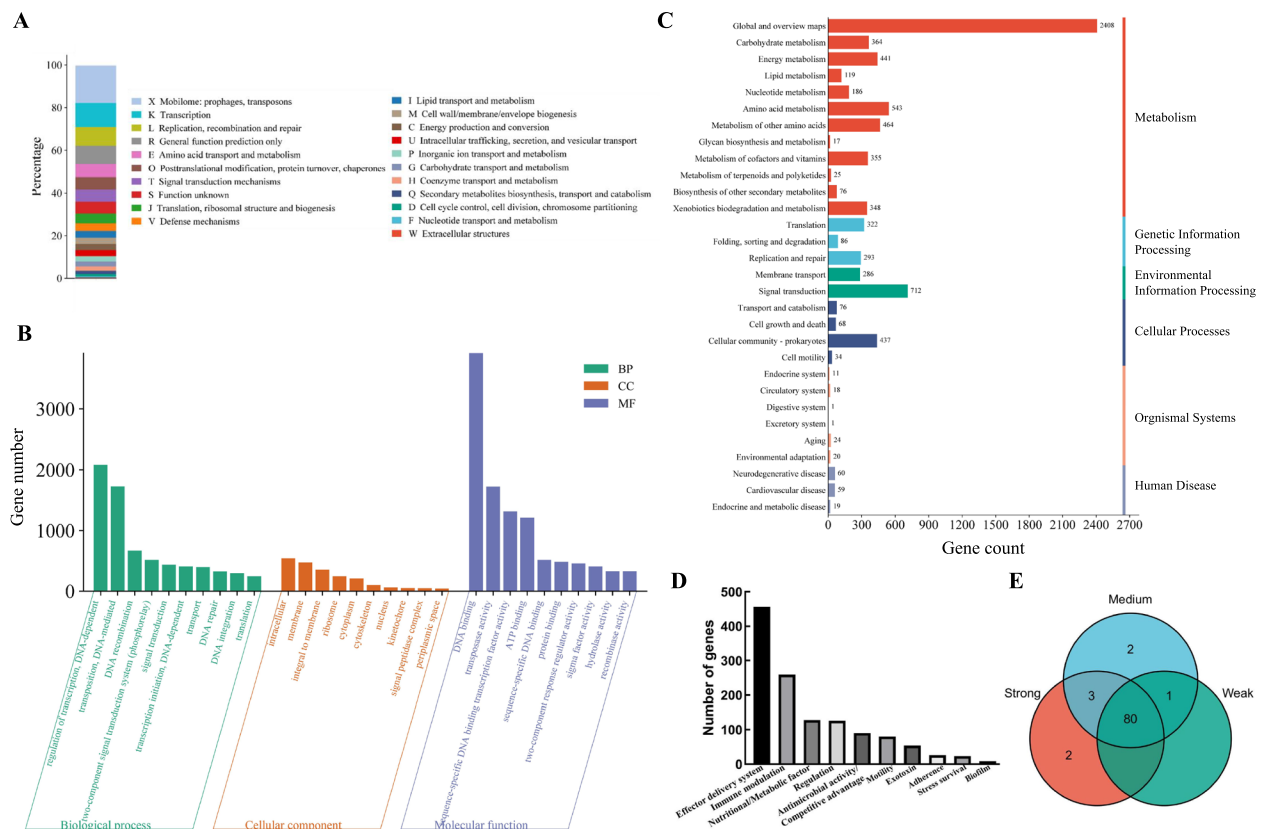 A
Percentage
100
80
60
40
20
0
X Mobilome: prophages, transposons
K Transcription
L Replication, recombination and repair
R General function prediction only
E Amino acid transport and metabolism
O Posttranslational modification, protein turnover, chaperones
T Signal transduction mechanisms
S Function unknown
J Translation, ribosomal structure and biogenesis
V Defense mechanisms
I Lipid transport and metabolism
M Cell wall/membrane/envelope biogenesis
C Energy production and conversion
U Intracellular trafficking, secretion, and vesicular transport
P Inorganic ion transport and metabolism
G Carbohydrate transport and metabolism
H Coenzyme transport and metabolism
Q Secondary metabolites biosynthesis, transport and catabolism
D Cell cycle control, cell division, chromosome partitioning
F Nucleotide transport and metabolism
W Extracellular structures
B
Gene number
3000
2000
1000
0
BP
CC
MF
regulation of transcription, DNA-dependent
transposition, DNA-mediated
DNA recombination
two-component signal transduction system (phosphorelay)
signal transduction
transcription initiation, DNA-dependent
transport
DNA repair
DNA integration
translation
intracellular
membrane
integral to membrane
ribosome
cytoplasm
cytoskeleton
nucleus
kinetochore
signal peptidase complex
periplasmic space
DNA binding
transposase activity
sequence-specific DNA binding transcription factor activity
ATP binding
sequence-specific DNA binding
protein binding
two-component response regulator activity
sigma factor activity
hydrolase activity
recombinase activity
Biological process
Cellular component
Molecular function
C
Global and overview maps 2408
Carbohydrate metabolism 364
Energy metabolism 441
Lipid metabolism 119
Nucleotide metabolism 186
Amino acid metabolism 543
Metabolism of other amino acids 464
Glycan biosynthesis and metabolism 17
Metabolism of cofactors and vitamins 355
Metabolism of terpenoids and polyketides 25
Biosynthesis of other secondary metabolites 76
Xenobiotics biodegradation and metabolism 348
Translation 322
Folding, sorting and degradation 86
Replication and repair 293
Membrane transport 286
Signal transduction 712
Transport and catabolism 76
Cell growth and death 68
Cellular community - prokaryotes 437
Cell motility 34
Endocrine system 11
Circulatory system 18
Digestive system 1
Excretory system 1
Aging 24
Environmental adaptation 20
Neurodegenerative disease 60
Cardiovascular disease 59
Endocrine and metabolic disease 19
0 300 600 900 1200 1500 1800 2100 2400 2700
Gene count
Metabolism
Genetic Information
Processing
Environmental
Information Processing
Cellular Processes
Orgnismal Systems
Human Disease
D
Number of genes
500
400
300
200
100
0
Effector delivery system
Immune modulation
Nutritional/Metabolic factor
Regulation
Antimicrobial activity/
Competitive advantage
Motility
Exotoxin
Adherence
Stress survival
Biofilm
E
Medium
2
Strong
3
1
Weak
80
2